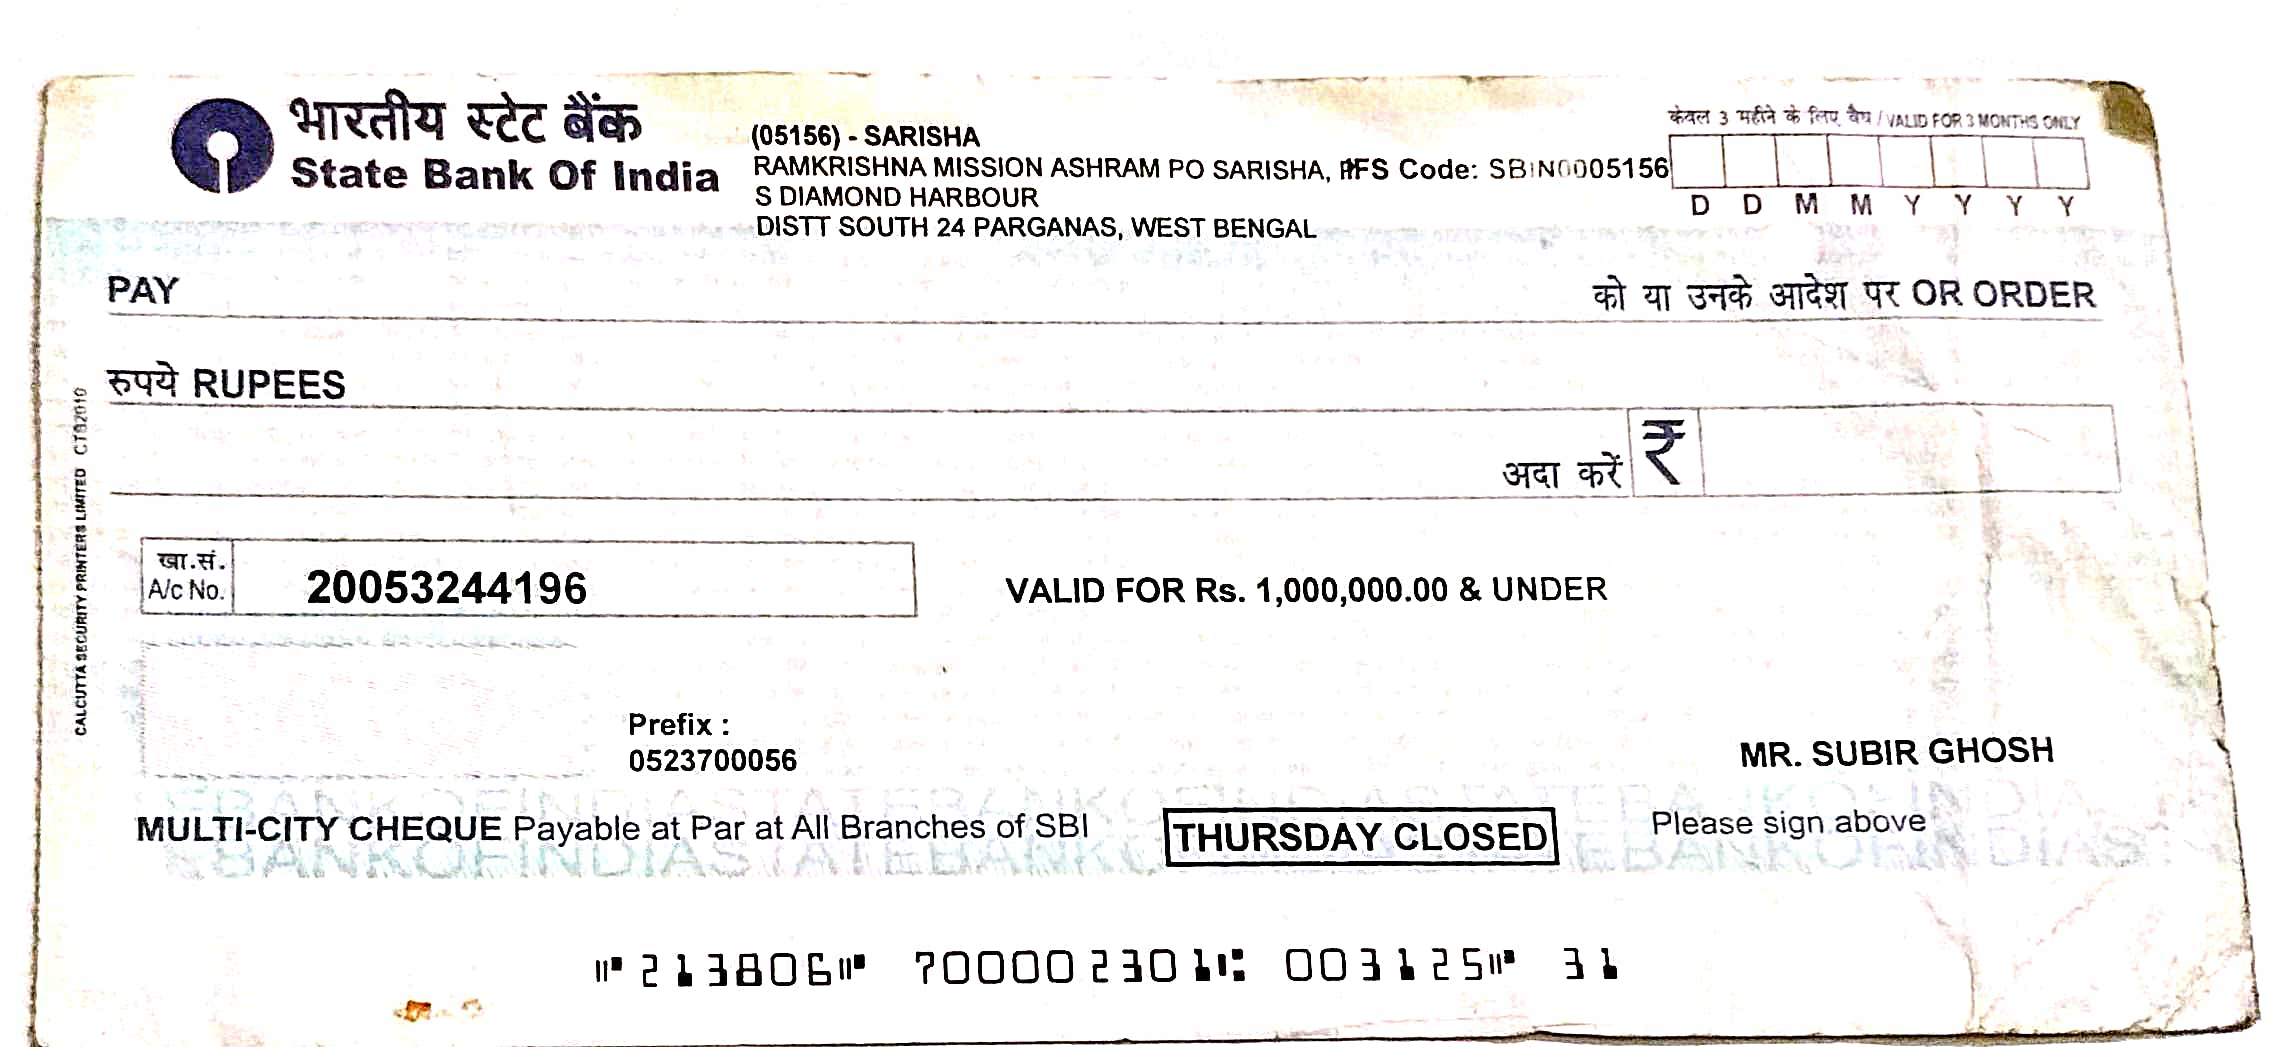 भारतीय स्टेट बैंक
State Bank Of India
(05156) - SARISHA
RAMKRISHNA MISSION ASHRAM PO SARISHA, IFS Code: SBIN0005156
S DIAMOND HARBOUR
DISTT SOUTH 24 PARGANAS, WEST BENGAL
केवल 3 महीने के लिए वैध / VALID FOR 3 MONTHS ONLY
D D M M Y Y Y Y
PAY
को या उनके आदेश पर OR ORDER
रुपये RUPEES
अदा करें ₹
खा.सं.
A/c No.
20053244196
VALID FOR Rs. 1,000,000.00 & UNDER
Prefix :
0523700056
MR. SUBIR GHOSH
MULTI-CITY CHEQUE Payable at Par at All Branches of SBI
THURSDAY CLOSED
Please sign above
⑈213806⑈ 700002301⑆ 003125⑈ 31
CALCUTTA SECURITY PRINTERS LIMITED CTS2010